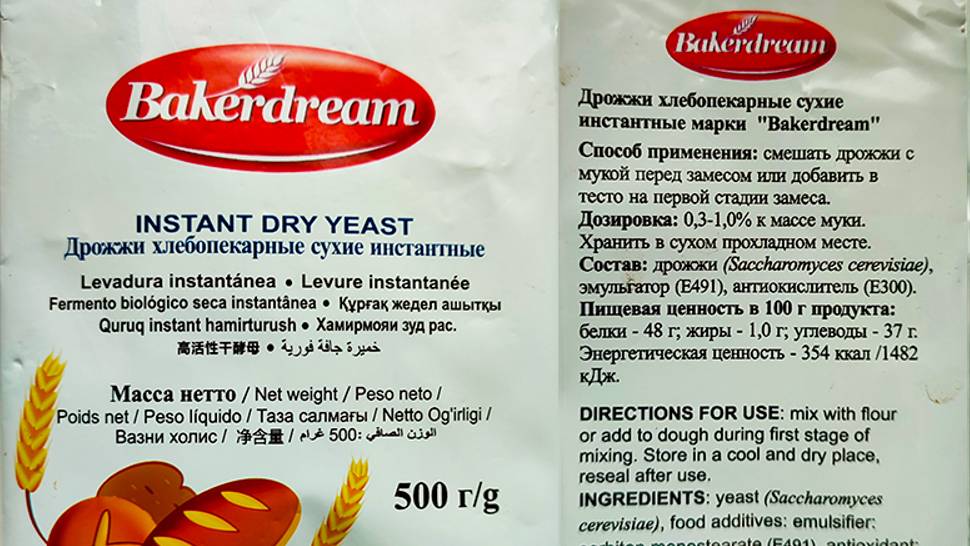 Bakerdream
INSTANT DRY YEAST
Дрожжи хлебопекарные сухие инстантные
Levadura instantánea • Levure instantanée
Fermento biológico seca instantânea • Құрғақ жедел ашытқы
Quruq instant hamirturush • Хамирмояи зуд рас.
高活性干酵母 • خميرة جافة فورية
Масса нетто / Net weight / Peso neto /
Poids net / Peso líquido / Таза салмағы / Netto Og'irligi /
Вазни холис / 净含量 / الوزن الصافي: 500 غرام
500 г/g
Bakerdream
Дрожжи хлебопекарные сухие
инстантные марки "Bakerdream"
Способ применения: смешать дрожжи с
мукой перед замесом или добавить в
тесто на первой стадии замеса.
Дозировка: 0,3-1,0% к массе муки.
Хранить в сухом прохладном месте.
Состав: дрожжи (Saccharomyces cerevisiae),
эмульгатор (E491), антиокислитель (E300).
Пищевая ценность в 100 г продукта:
белки - 48 г; жиры - 1,0 г; углеводы - 37 г.
Энергетическая ценность - 354 ккал /1482
кДж.
DIRECTIONS FOR USE: mix with flour
or add to dough during first stage of
mixing. Store in a cool and dry place,
reseal after use.
INGREDIENTS: yeast (Saccharomyces
cerevisiae), food additives: emulsifier:
sorbitan monostearate (E491), antioxidant: